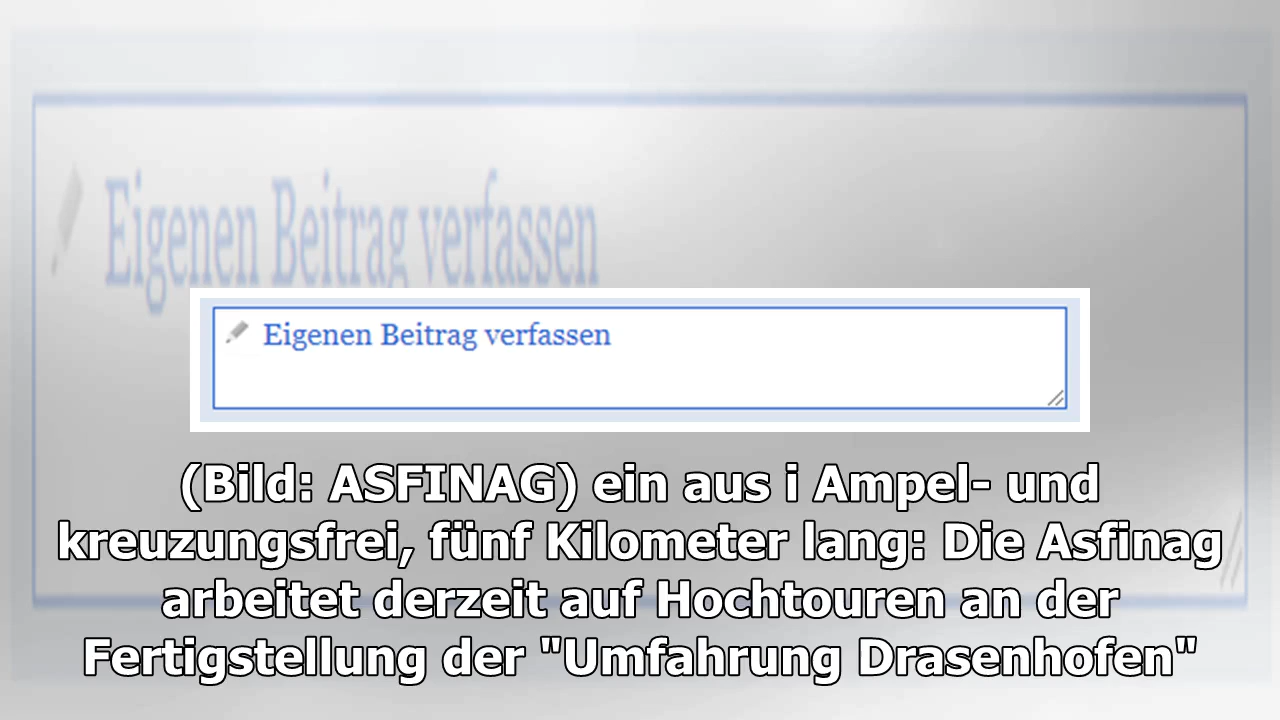 Eigenen Beitrag verfassen
Eigenen Beitrag verfassen
(Bild: ASFINAG) ein aus i Ampel- und
kreuzungsfrei, fünf Kilometer lang: Die Asfinag
arbeitet derzeit auf Hochtouren an der
Fertigstellung der "Umfahrung Drasenhofen"